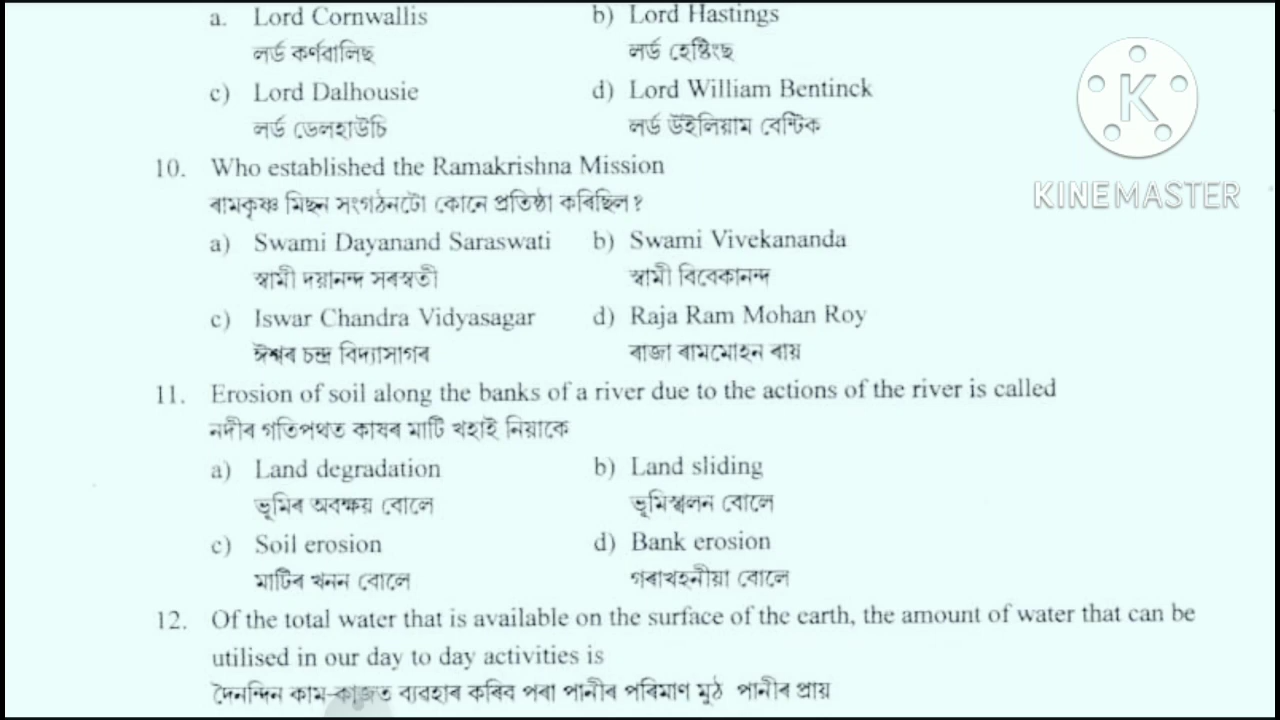 a. Lord Cornwallis b) Lord Hastings
লৰ্ড কৰ্ণৱালিছ লৰ্ড হেষ্টিংছ
c) Lord Dalhousie d) Lord William Bentinck
লৰ্ড ডেলহাউচি লৰ্ড উইলিয়াম বেণ্টিক
K
KINEMASTER
10. Who established the Ramakrishna Mission
ৰামকৃষ্ণ মিছন সংগঠনটো কোনে প্ৰতিষ্ঠা কৰিছিল?
a) Swami Dayanand Saraswati b) Swami Vivekananda
স্বামী দয়ানন্দ সৰস্বতী স্বামী বিবেকানন্দ
c) Iswar Chandra Vidyasagar d) Raja Ram Mohan Roy
ঈশ্বৰ চন্দ্ৰ বিদ্যাসাগৰ ৰাজা ৰামমোহন ৰায়
11. Erosion of soil along the banks of a river due to the actions of the river is called
নদীৰ গতিপথত কাষৰ মাটি খহাই নিয়াকে
a) Land degradation b) Land sliding
ভূমিৰ অবক্ষয় বোলে ভূমিস্খলন বোলে
c) Soil erosion d) Bank erosion
মাটিৰ খনন বোলে গৰাখহনীয়া বোলে
12. Of the total water that is available on the surface of the earth, the amount of water that can be
utilised in our day to day activities is
দৈনন্দিন কাম-কাজত ব্যবহাৰ কৰিব পৰা পানীৰ পৰিমাণ মুঠ পানীৰ প্ৰায়